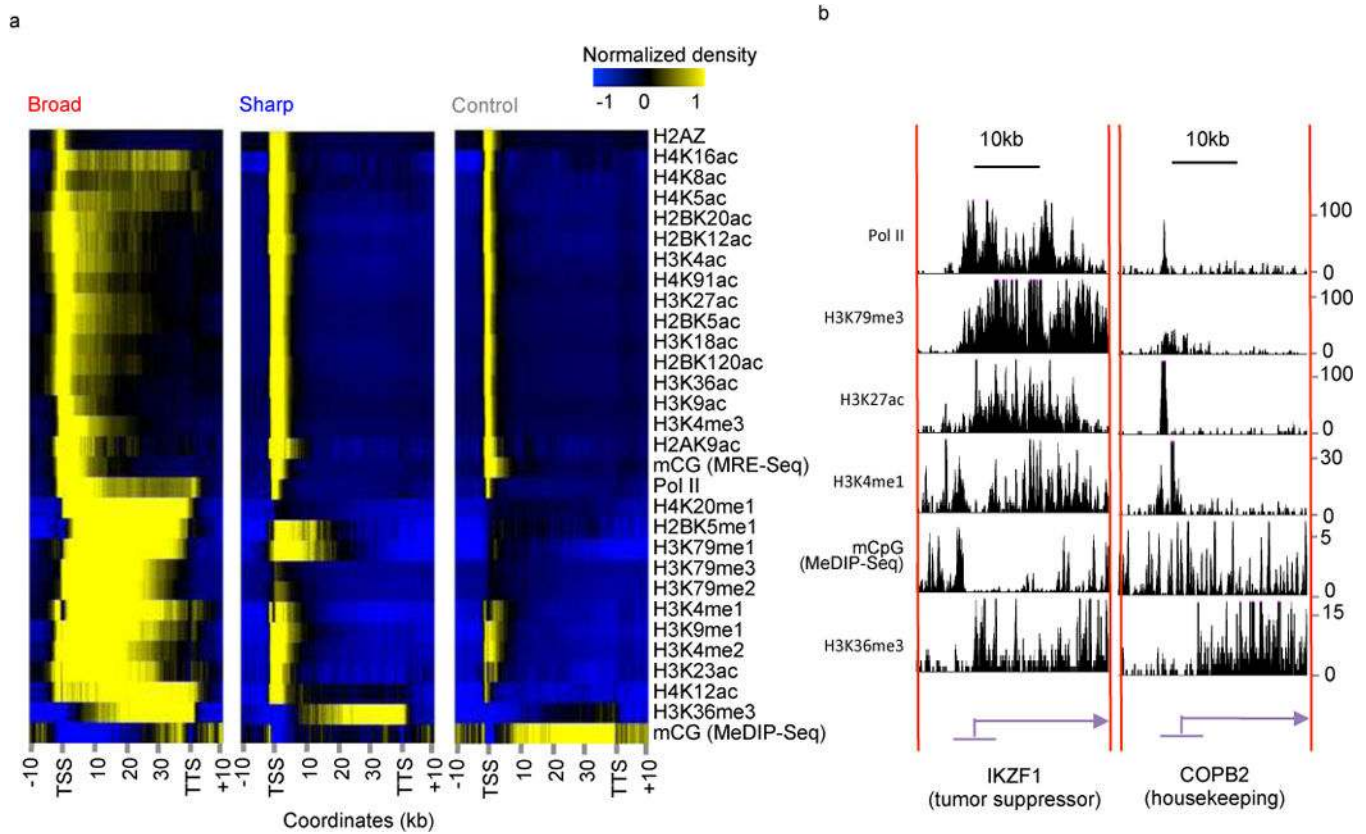 a
b
Normalized density
-1 0 1
Broad
Sharp
Control
H2AZ
H4K16ac
H4K8ac
H4K5ac
H2BK20ac
H2BK12ac
H3K4ac
H4K91ac
H3K27ac
H2BK5ac
H3K18ac
H2BK120ac
H3K36ac
H3K9ac
H3K4me3
H2AK9ac
mCG (MRE-Seq)
Pol II
H4K20me1
H2BK5me1
H3K79me1
H3K79me3
H3K79me2
H3K4me1
H3K9me1
H3K4me2
H3K23ac
H4K12ac
H3K36me3
mCG (MeDIP-Seq)
-10 TSS 10 20 30 TTS +10
-10 TSS 10 20 30 TTS +10
-10 TSS 10 20 30 TTS +10
Coordinates (kb)
10kb
10kb
Pol II
100
0
H3K79me3
100
0
H3K27ac
100
0
H3K4me1
30
0
mCpG
(MeDIP-Seq)
5
0
H3K36me3
15
0
IKZF1
(tumor suppressor)
COPB2
(housekeeping)